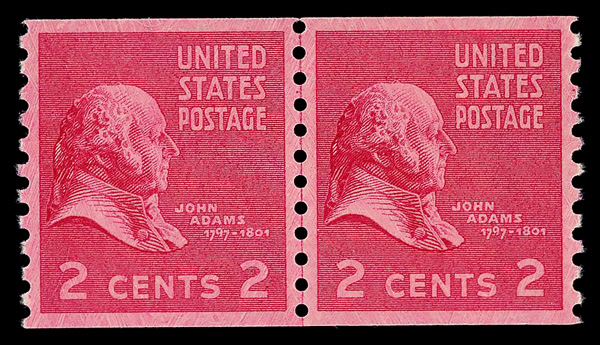 UNITED
STATES
POSTAGE
JOHN
ADAMS
1797-1801
2 CENTS 2
UNITED
STATES
POSTAGE
JOHN
ADAMS
1797-1801
2 CENTS 2